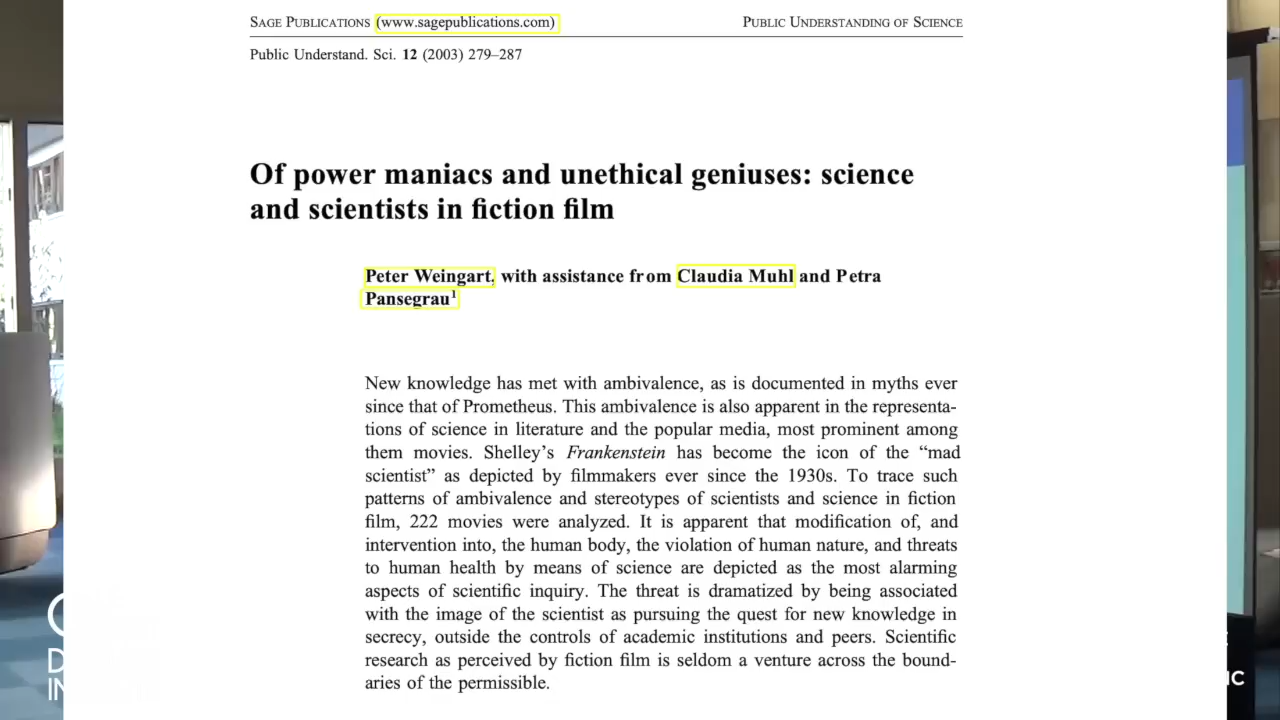 SAGE PUBLICATIONS (www.sagepublications.com) PUBLIC UNDERSTANDING OF SCIENCE
Public Understand. Sci. 12 (2003) 279–287
Of power maniacs and unethical geniuses: science
and scientists in fiction film
Peter Weingart, with assistance from Claudia Muhl and Petra
Pansegrau¹
New knowledge has met with ambivalence, as is documented in myths ever
since that of Prometheus. This ambivalence is also apparent in the representa-
tions of science in literature and the popular media, most prominent among
them movies. Shelley's Frankenstein has become the icon of the “mad
scientist” as depicted by filmmakers ever since the 1930s. To trace such
patterns of ambivalence and stereotypes of scientists and science in fiction
film, 222 movies were analyzed. It is apparent that modification of, and
intervention into, the human body, the violation of human nature, and threats
to human health by means of science are depicted as the most alarming
aspects of scientific inquiry. The threat is dramatized by being associated
with the image of the scientist as pursuing the quest for new knowledge in
secrecy, outside the controls of academic institutions and peers. Scientific
research as perceived by fiction film is seldom a venture across the bound-
aries of the permissible.